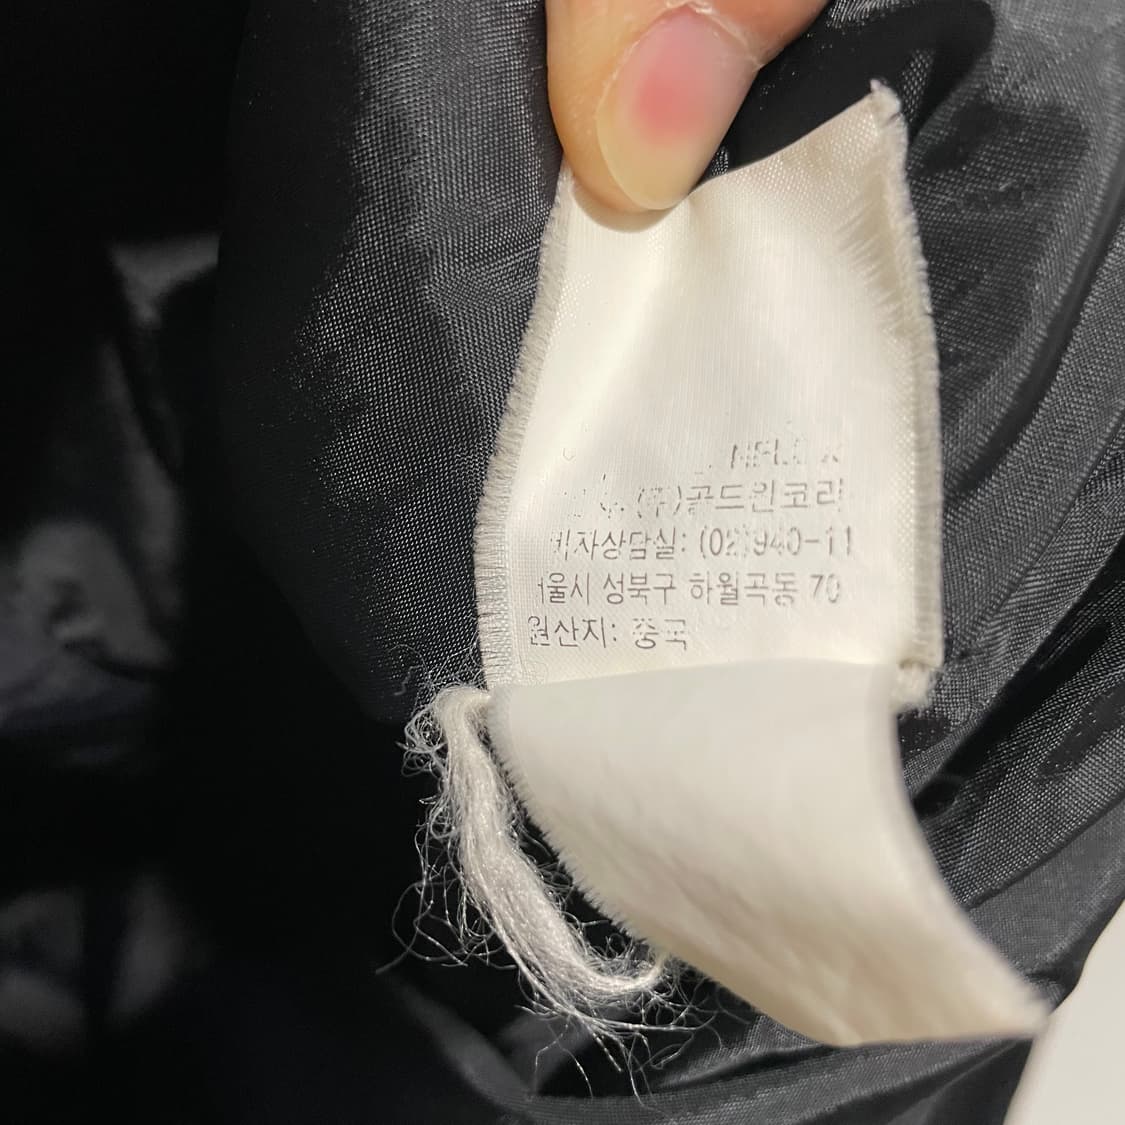 (주)골드윈코리
비자상담실: (02)940-11
울시 성북구 하월곡동 70
원산지: 중국